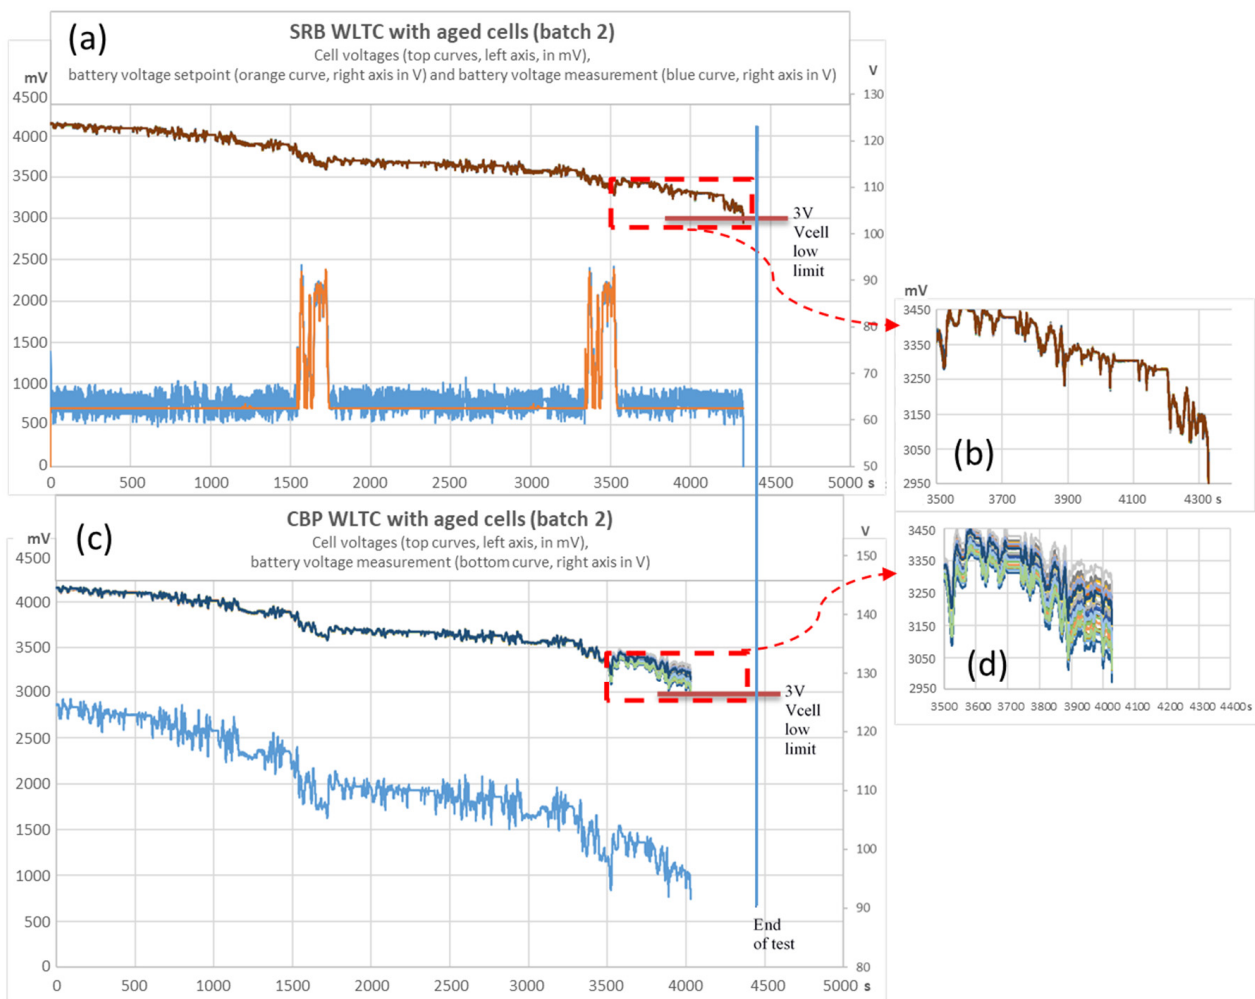 (a)
SRB WLTC with aged cells (batch 2)
Cell voltages (top curves, left axis, in mV),
battery voltage setpoint (orange curve, right axis in V) and battery voltage measurement (blue curve, right axis in V)
mV
V
4500
4000
3500
3000
2500
2000
1500
1000
500
0
130
120
110
100
90
80
70
60
50
3V
Vcell
low
limit
0 500 1000 1500 2000 2500 3000 3500 4000 4500 5000 s
mV
3450
3350
3250
3150
3050
2950
(b)
3500 3700 3900 4100 4300 s
(c)
CBP WLTC with aged cells (batch 2)
Cell voltages (top curves, left axis, in mV),
battery voltage measurement (bottom curve, right axis in V)
mV
V
4500
4000
3500
3000
2500
2000
1500
1000
500
0
150
140
130
120
110
100
90
80
3V
Vcell
low
limit
End
of test
0 500 1000 1500 2000 2500 3000 3500 4000 4500 5000 s
3450
3350
3250
3150
3050
2950
(d)
3500 3600 3700 3800 3900 4000 4100 4200 4300 4400s